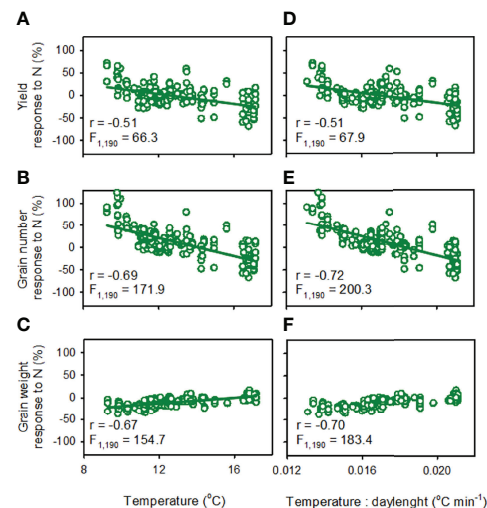 A
D
100
50
0
-50
-100
Yield
response to N (%)
r = -0.51
F1,190 = 66.3
r = -0.51
F1,190 = 67.9
B
E
100
50
0
-50
-100
Grain number
response to N (%)
r = -0.69
F1,190 = 171.9
r = -0.72
F1,190 = 200.3
C
F
100
50
0
-50
-100
Grain weight
response to N (%)
r = -0.67
F1,190 = 154.7
r = -0.70
F1,190 = 183.4
8
12
16
0.012
0.016
0.020
Temperature (⁰C)
Temperature : daylenght (⁰C min⁻¹)